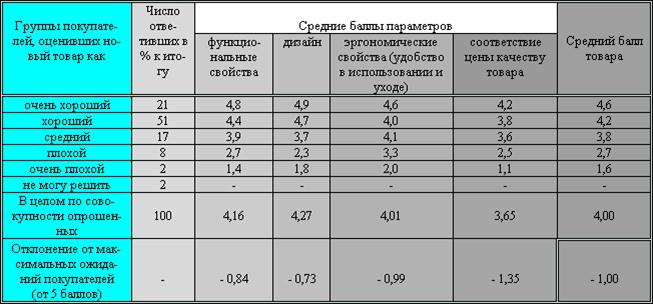 Группы покупате-
лей, оценивших но-
вый товар как
Число
отве-
тивших в
% к ито-
гу
Средние баллы параметров
функцио-
нальные
свойства
дизайн
эргономические
свойства (удобство
в использовании и
уходе)
соответствие
цены качеству
товара
Средний балл
товара
очень хороший 21 4,8 4,9 4,6 4,2 4,6
хороший 51 4,4 4,7 4,0 3,8 4,2
средний 17 3,9 3,7 4,1 3,6 3,8
плохой 8 2,7 2,3 3,3 2,5 2,7
очень плохой 2 1,4 1,8 2,0 1,1 1,6
не могу решить 2 - - - - -
В целом по сово-
купности опрошен-
ных
100 4,16 4,27 4,01 3,65 4,00
Отклонение от мак-
симальных ожида-
ний покупателей
(от 5 баллов)
- - 0,84 - 0,73 - 0,99 - 1,35 - 1,00